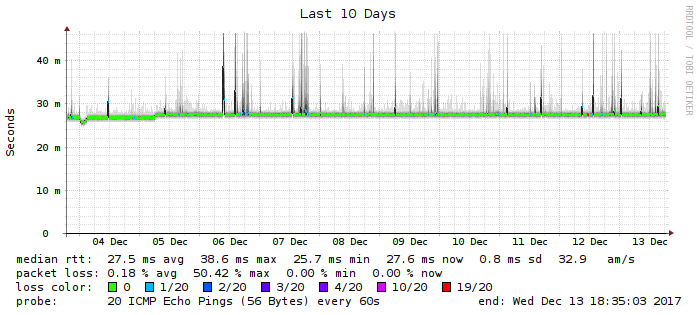 Last 10 Days
RRDTOOL / TOBI OETIKER
Seconds
40 m
30 m
20 m
10 m
0
04 Dec 05 Dec 06 Dec 07 Dec 08 Dec 09 Dec 10 Dec 11 Dec 12 Dec 13 Dec
median rtt: 27.5 ms avg 38.6 ms max 25.7 ms min 27.6 ms now 0.8 ms sd 32.9 am/s
packet loss: 0.18 % avg 50.42 % max 0.00 % min 0.00 % now
loss color: 0 1/20 2/20 3/20 4/20 10/20 19/20
probe: 20 ICMP Echo Pings (56 Bytes) every 60s end: Wed Dec 13 18:35:03 2017